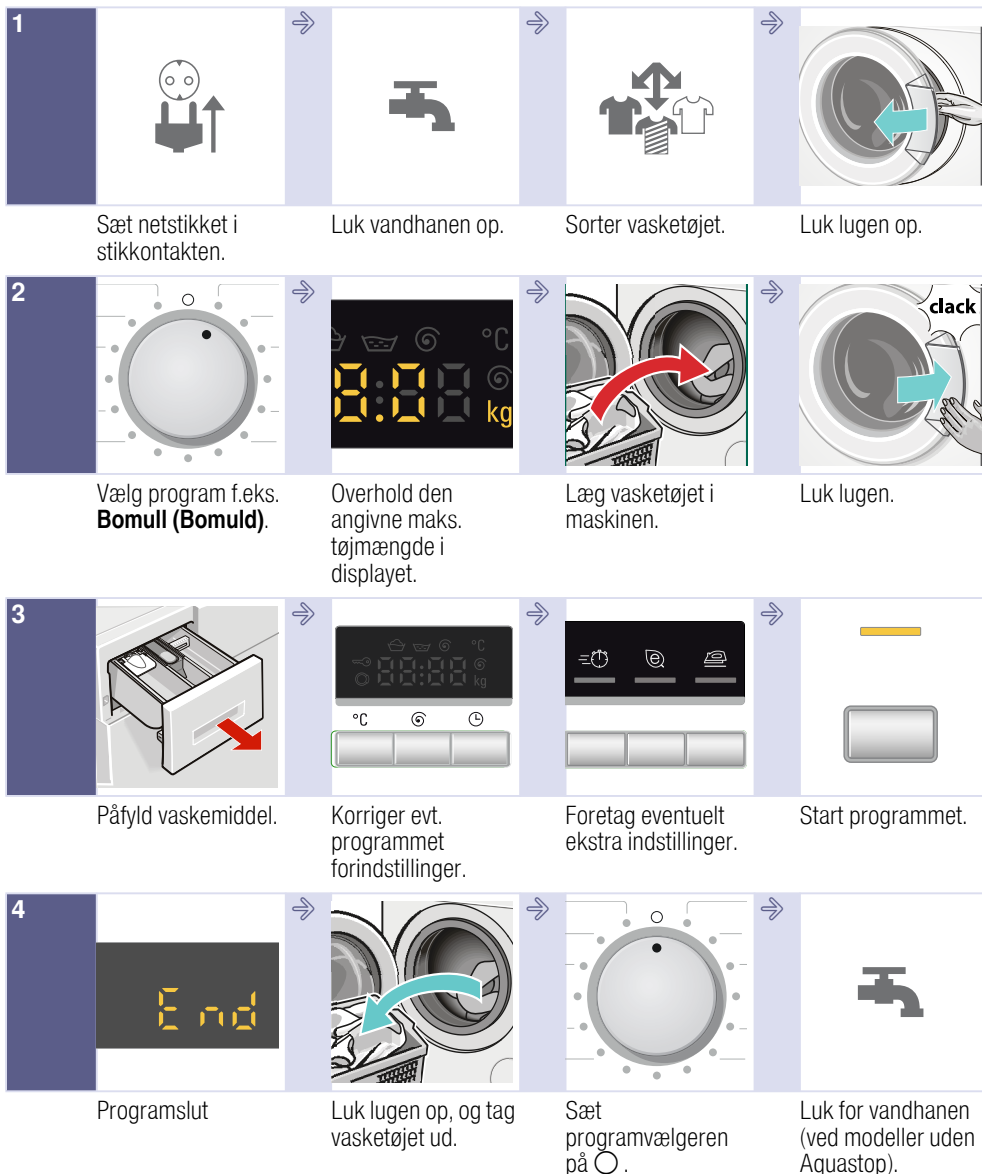 1
Sæt netstikket i
stikkontakten.
Luk vandhanen op.
Sorter vasketøjet.
Luk lugen op.
2
°C
8.0
kg
clack
Vælg program f.eks.
Bomull (Bomuld).
Overhold den
angivne maks.
tøjmængde i
displayet.
Læg vasketøjet i
maskinen.
Luk lugen.
3
°C
88:88
kg
°C
e
Påfyld vaskemiddel.
Korriger evt.
programmet
forindstillinger.
Foretag eventuelt
ekstra indstillinger.
Start programmet.
4
End
Programslut
Luk lugen op, og tag
vasketøjet ud.
Sæt
programvælgeren
på ○ .
Luk for vandhanen
(ved modeller uden
Aquastop).